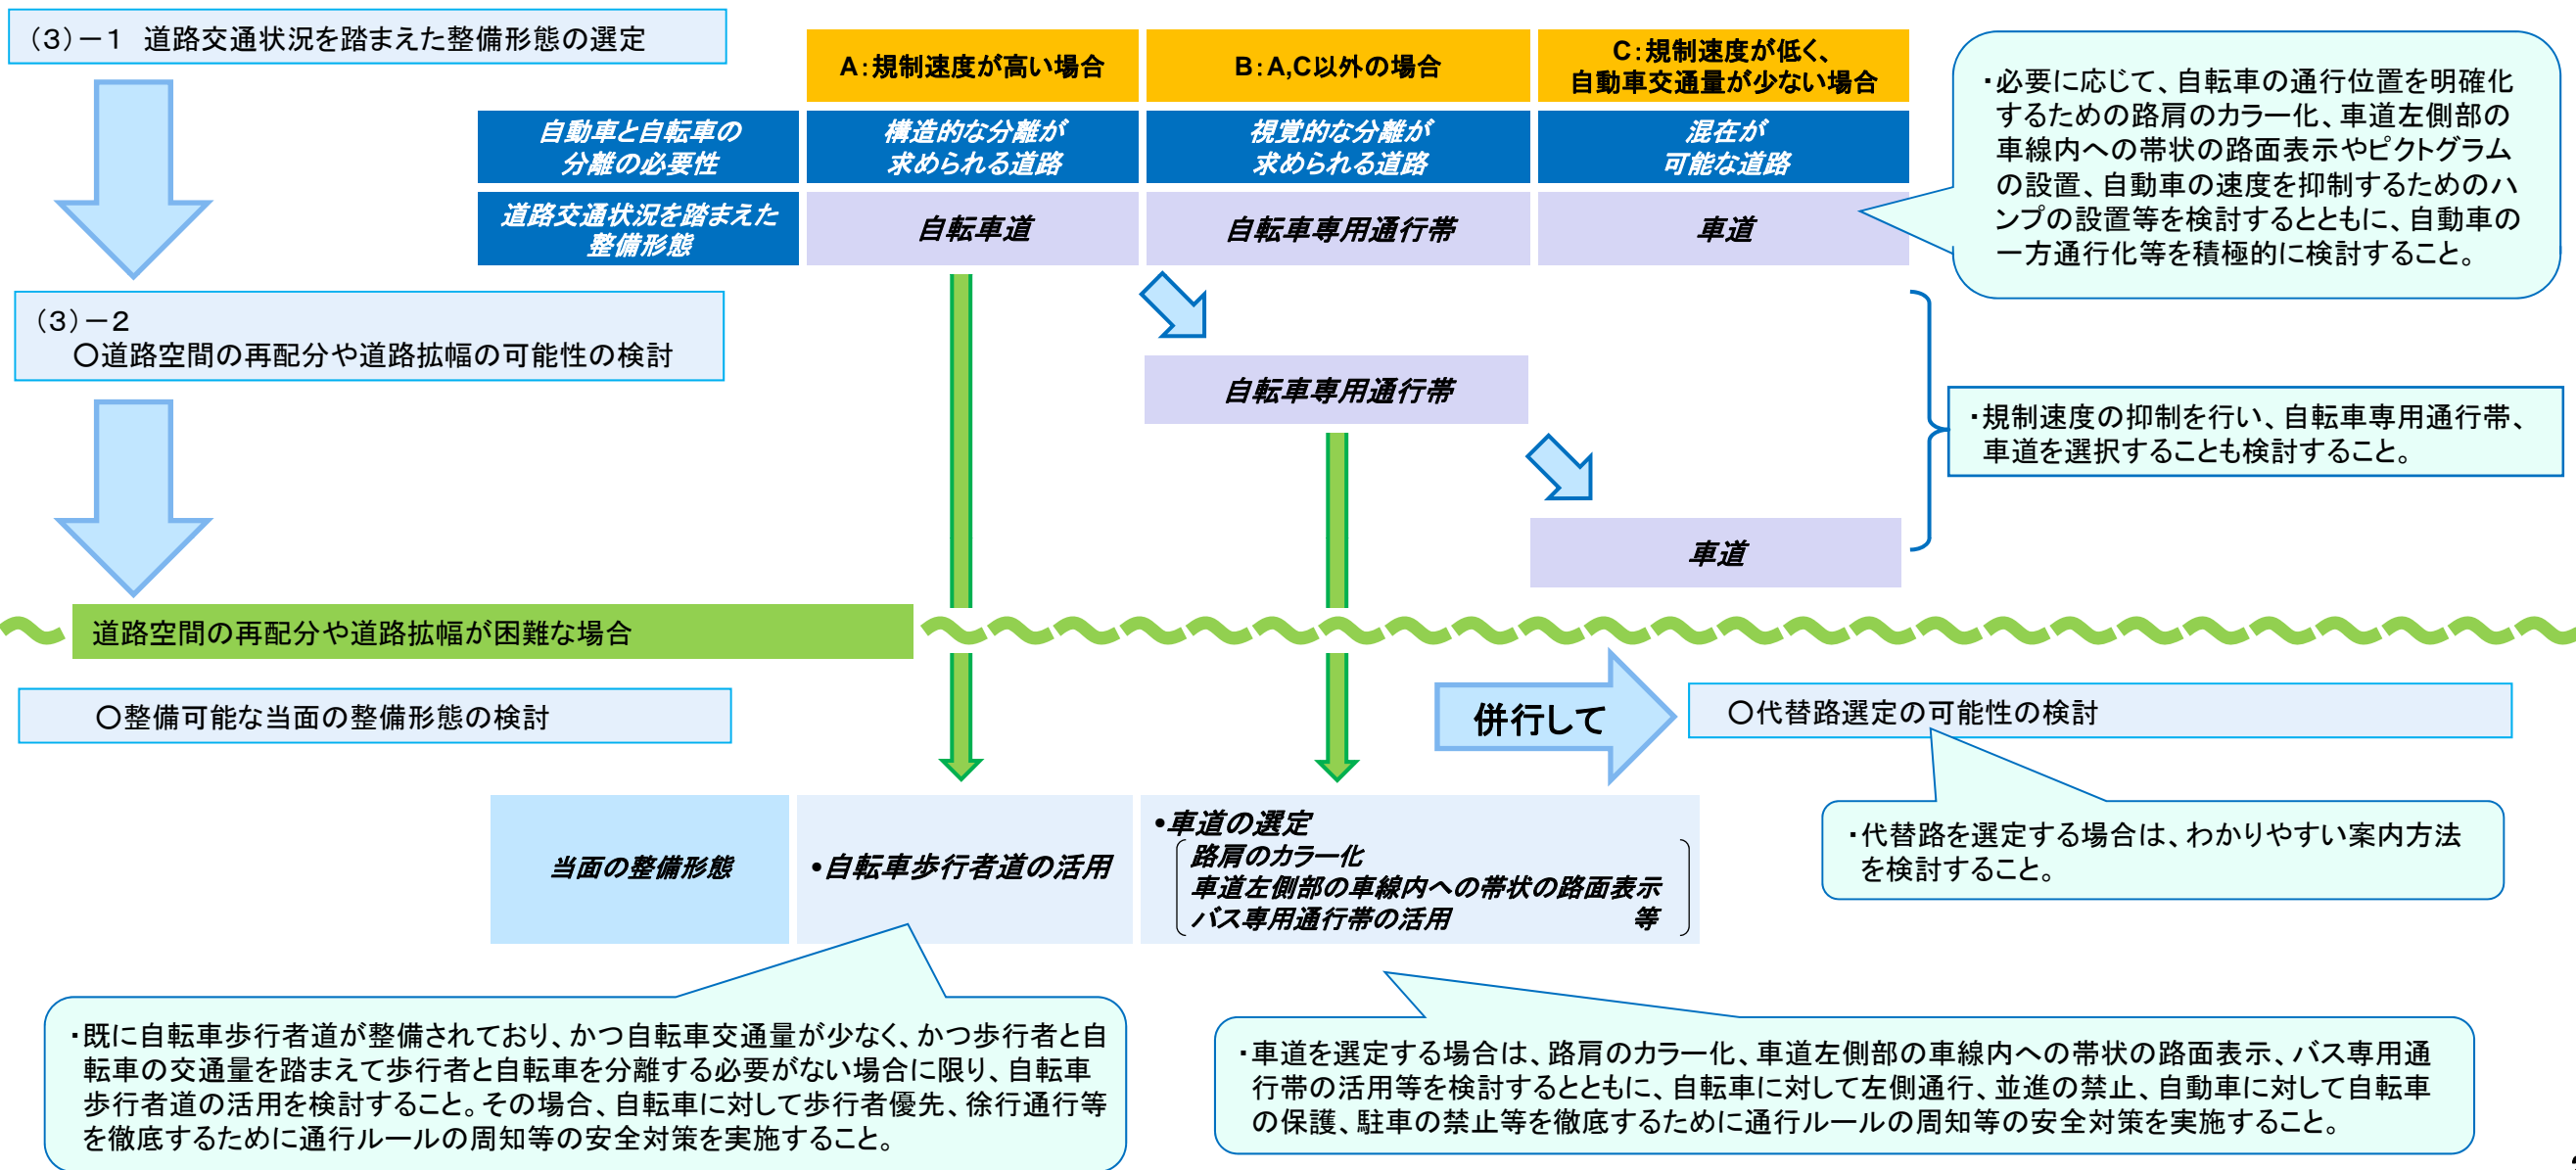 （３）－１ 道路交通状況を踏まえた整備形態の選定
A：規制速度が高い場合
B：A,C以外の場合
C：規制速度が低く、
自動車交通量が少ない場合
自動車と自転車の
分離の必要性
構造的な分離が
求められる道路
視覚的な分離が
求められる道路
混在が
可能な道路
道路交通状況を踏まえた
整備形態
自転車道
自転車専用通行帯
車道
・必要に応じて、自転車の通行位置を明確化
するための路肩のカラー化、車道左側部の
車線内への帯状の路面表示やピクトグラム
の設置、自動車の速度を抑制するためのハ
ンプの設置等を検討するとともに、自動車の
一方通行化等を積極的に検討すること。
（３）－２
〇道路空間の再配分や道路拡幅の可能性の検討
自転車専用通行帯
・規制速度の抑制を行い、自転車専用通行帯、
車道を選択することも検討すること。
車道
道路空間の再配分や道路拡幅が困難な場合
〇整備可能な当面の整備形態の検討
併行して
〇代替路選定の可能性の検討
・代替路を選定する場合は、わかりやすい案内方法
を検討すること。
当面の整備形態
•自転車歩行者道の活用
•車道の選定
路肩のカラー化
車道左側部の車線内への帯状の路面表示
バス専用通行帯の活用 等
・既に自転車歩行者道が整備されており、かつ自転車交通量が少なく、かつ歩行者と自
転車の交通量を踏まえて歩行者と自転車を分離する必要がない場合に限り、自転車
歩行者道の活用を検討すること。その場合、自転車に対して歩行者優先、徐行通行等
を徹底するために通行ルールの周知等の安全対策を実施すること。
・車道を選定する場合は、路肩のカラー化、車道左側部の車線内への帯状の路面表示、バス専用通
行帯の活用等を検討するとともに、自転車に対して左側通行、並進の禁止、自動車に対して自転車
の保護、駐車の禁止等を徹底するために通行ルールの周知等の安全対策を実施すること。